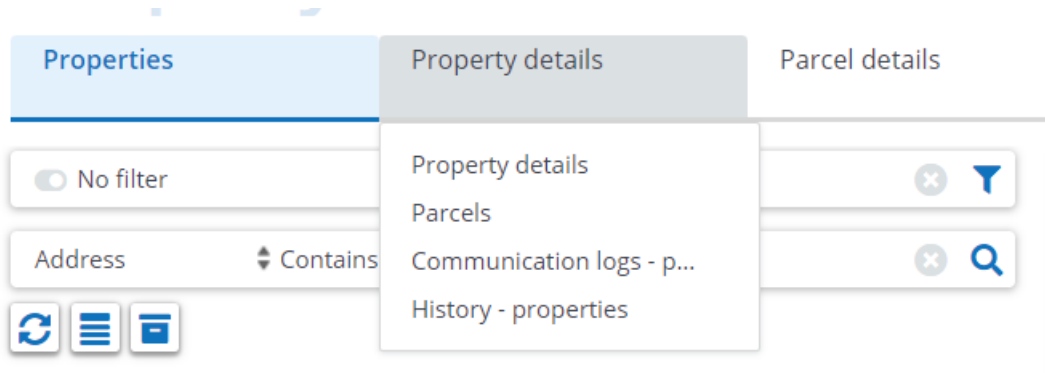 Properties
Property details
Parcel details
No filter
Address
Contains
Property details
Parcels
Communication logs - p...
History - properties